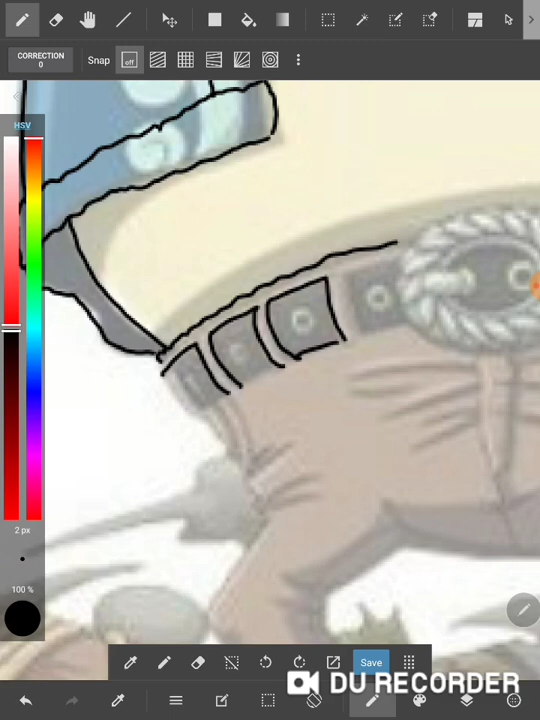 CORRECTION
0
Snap
off
HSV
2 px
100 %
Save
DU RECORDER